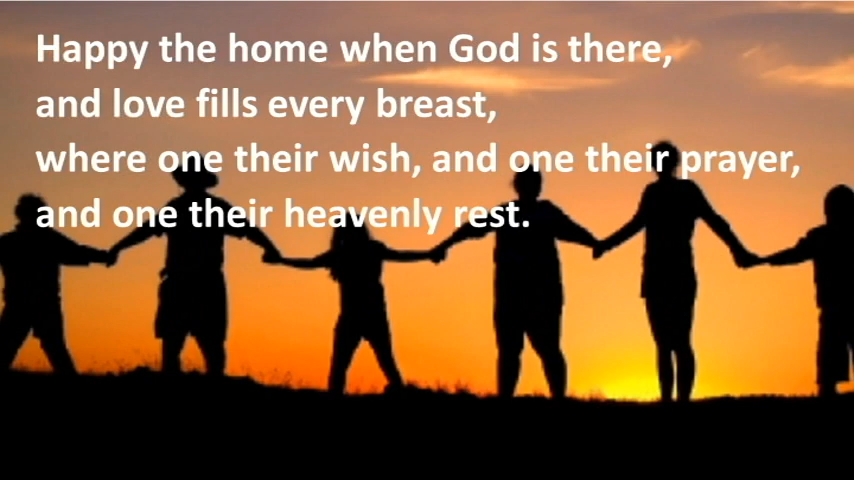 Happy the home when God is there,
and love fills every breast,
where one their wish, and one their prayer,
and one their heavenly rest.